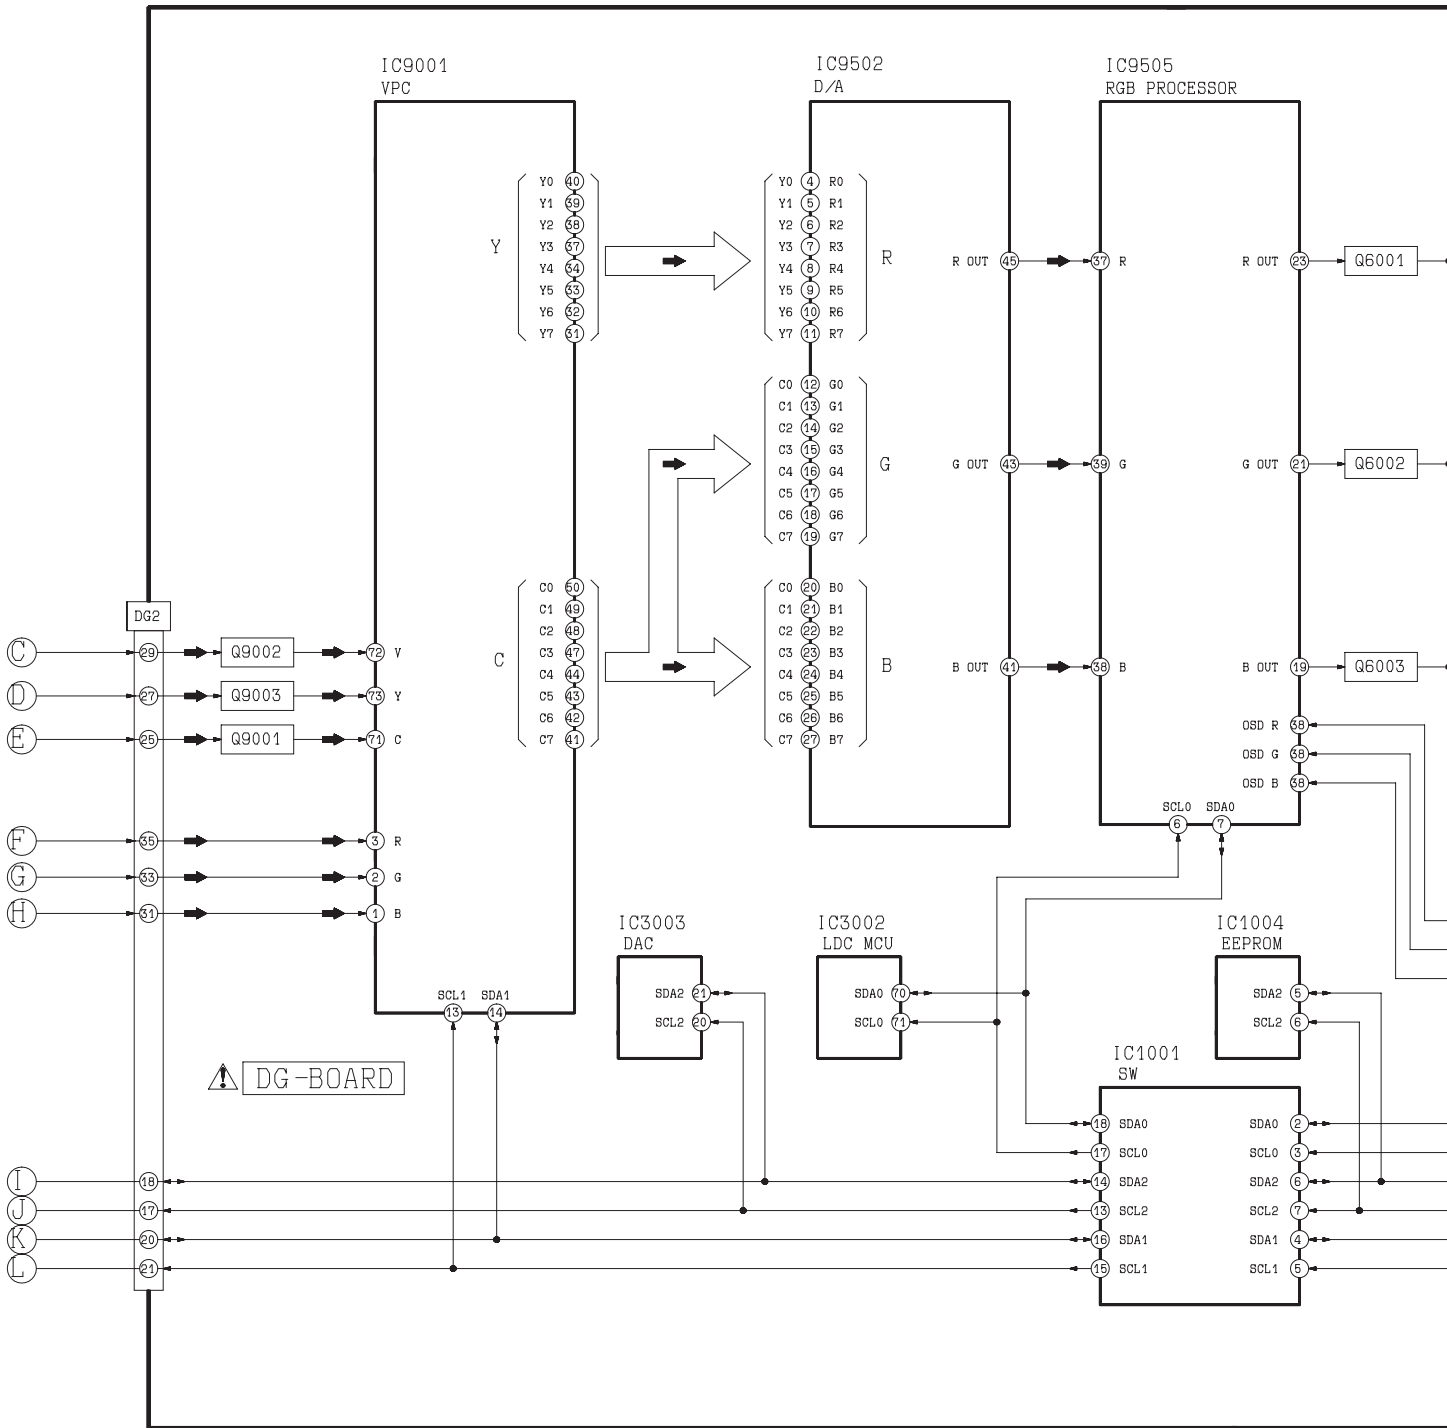 IC9001
VPC
IC9502
D/A
IC9505
RGB PROCESSOR
Y0 40
Y1 39
Y2 38
Y3 37
Y4 34
Y5 33
Y6 32
Y7 31
Y
Y0 4 R0
Y1 5 R1
Y2 6 R2
Y3 7 R3
Y4 8 R4
Y5 9 R5
Y6 10 R6
Y7 11 R7
R
R OUT 45
37 R
R OUT 23
Q6001
C0 12 G0
C1 13 G1
C2 14 G2
C3 15 G3
C4 16 G4
C5 17 G5
C6 18 G6
C7 19 G7
G
G OUT 43
39 G
G OUT 21
Q6002
C0 50
C1 49
C2 48
C3 47
C4 44
C5 43
C6 42
C7 41
C
C0 20 B0
C1 21 B1
C2 22 B2
C3 23 B3
C4 24 B4
C5 25 B5
C6 26 B6
C7 27 B7
B
B OUT 41
38 B
B OUT 19
Q6003
OSD R 38
OSD G 38
OSD B 38
SCL0 SDA0
6 7
DG2
C 29 Q9002 72 V
D 27 Q9003 73 Y
E 25 Q9001 71 C
F 35 3 R
G 33 2 G
H 31 1 B
SCL1 SDA1
13 14
IC3003
DAC
SDA2 21
SCL2 20
IC3002
LDC MCU
SDA0 70
SCL0 71
IC1004
EEPROM
SDA2 5
SCL2 6
! DG-BOARD
IC1001
SW
18 SDA0 SDA0 2
17 SCL0 SCL0 3
I 18 14 SDA2 SDA2 6
J 17 13 SCL2 SCL2 7
K 20 16 SDA1 SDA1 4
L 21 15 SCL1 SCL1 5